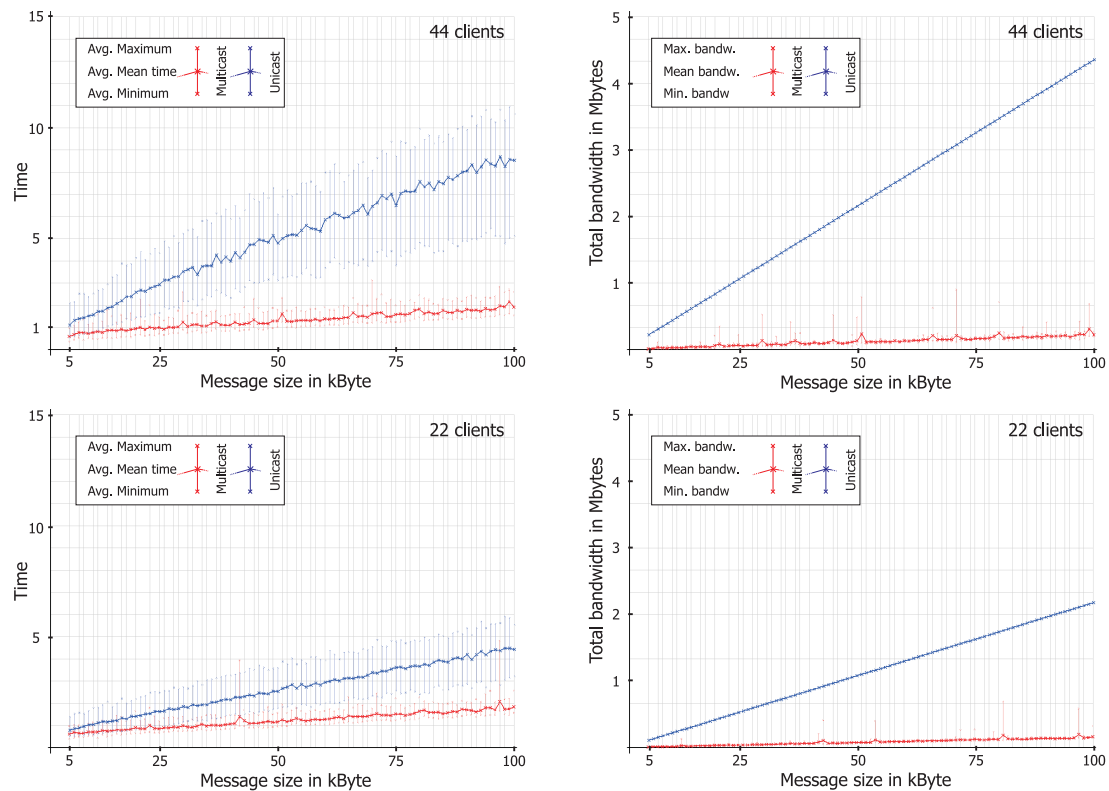 15
44 clients
Avg. Maximum
Avg. Mean time
Avg. Minimum
Multicast
Unicast
10
5
1
Time
5
50
75
100
Message size in kByte
5
44 clients
Max. bandw.
Mean bandw.
Min. bandw
Multicast
Unicast
4
3
2
1
Total bandwidth in Mbytes
5
25
50
75
100
Message size in kByte
15
22 clients
Avg. Maximum
Avg. Mean time
Avg. Minimum
Multicast
Unicast
10
5
Time
5
25
50
75
100
Message size in kByte
5
22 clients
Max. bandw.
Mean bandw.
Min. bandw
Multicast
Unicast
4
3
2
1
Total bandwidth in Mbytes
5
25
50
75
100
Message size in kByte